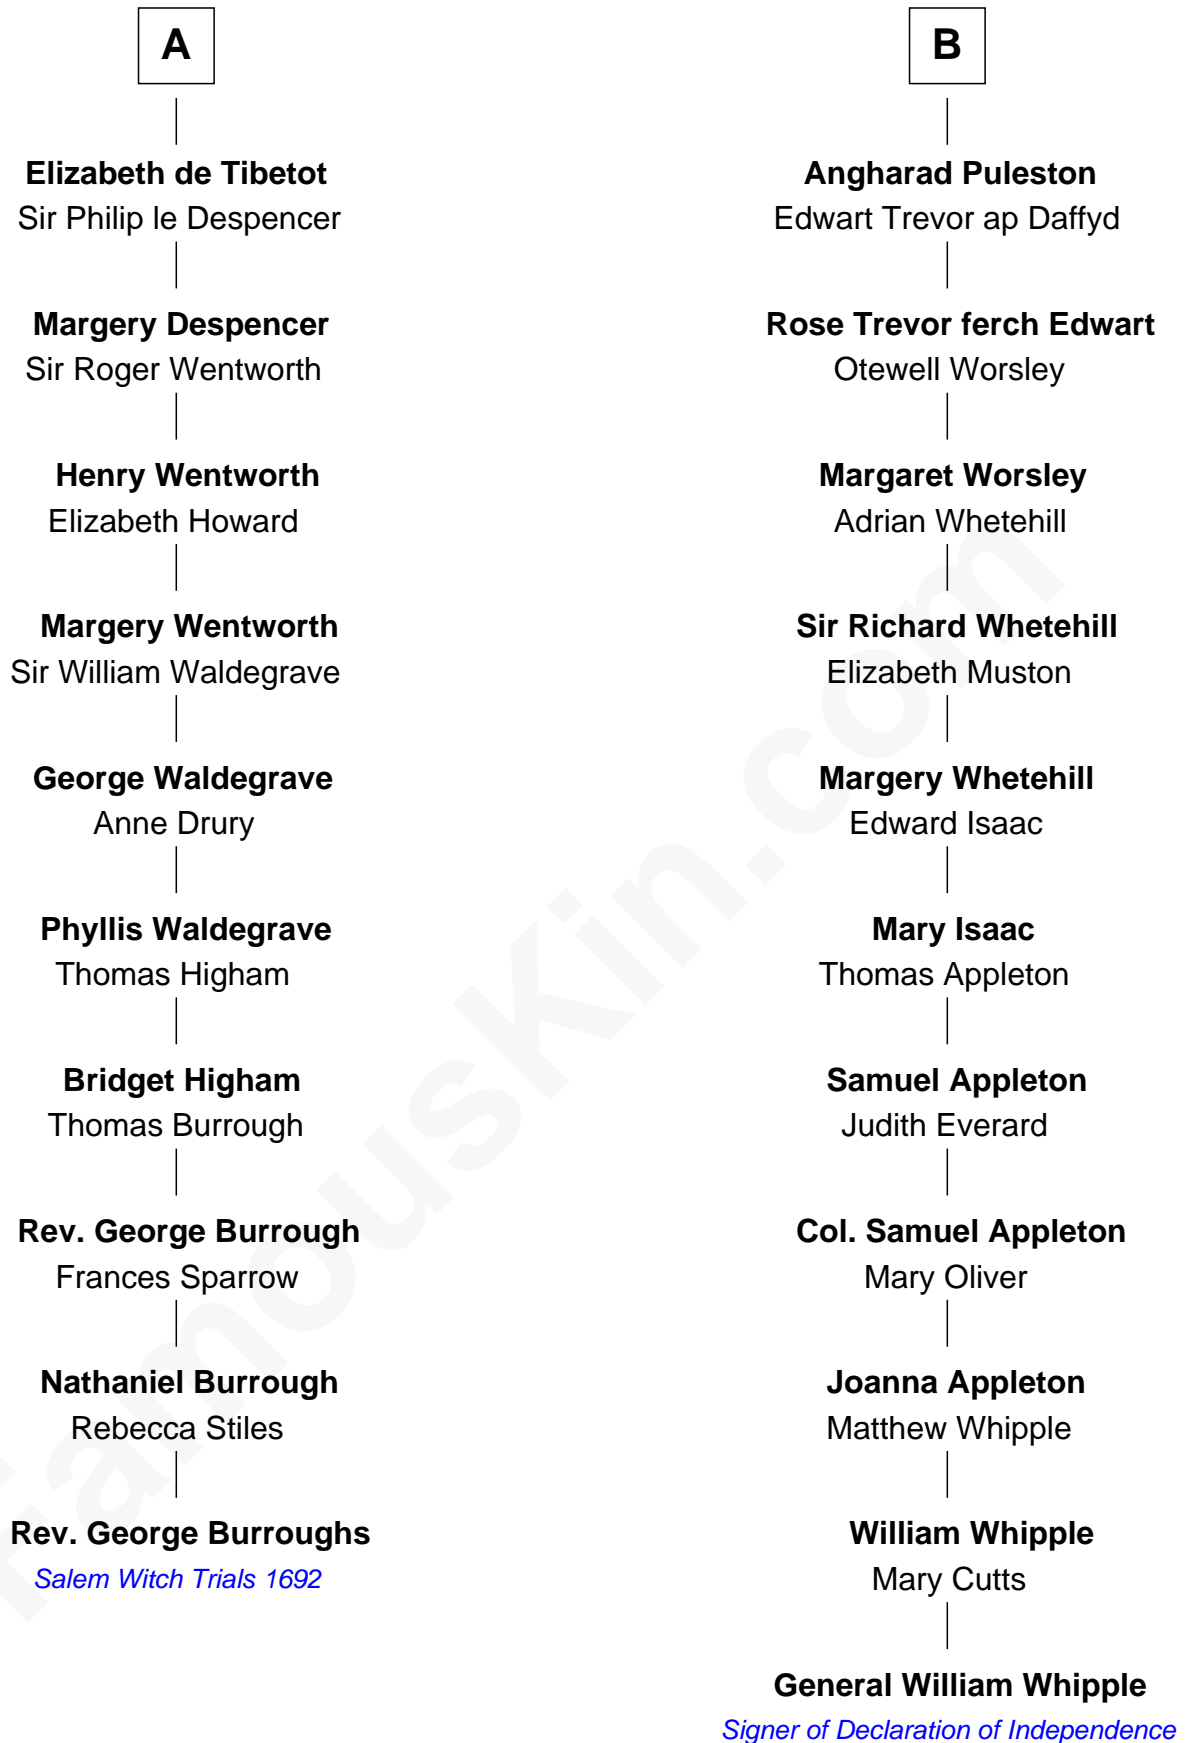 A
Elizabeth de Tibetot
Sir Philip le Despencer
Margery Despencer
Sir Roger Wentworth
Henry Wentworth
Elizabeth Howard
Margery Wentworth
Sir William Waldegrave
George Waldegrave
Anne Drury
Phyllis Waldegrave
Thomas Higham
Bridget Higham
Thomas Burrough
Rev. George Burrough
Frances Sparrow
Nathaniel Burrough
Rebecca Stiles
Rev. George Burroughs
Salem Witch Trials 1692
B
Angharad Puleston
Edwart Trevor ap Daffyd
Rose Trevor ferch Edwart
Otewell Worsley
Margaret Worsley
Adrian Whetehill
Sir Richard Whetehill
Elizabeth Muston
Margery Whetehill
Edward Isaac
Mary Isaac
Thomas Appleton
Samuel Appleton
Judith Everard
Col. Samuel Appleton
Mary Oliver
Joanna Appleton
Matthew Whipple
William Whipple
Mary Cutts
General William Whipple
Signer of Declaration of Independence
famouskin.com